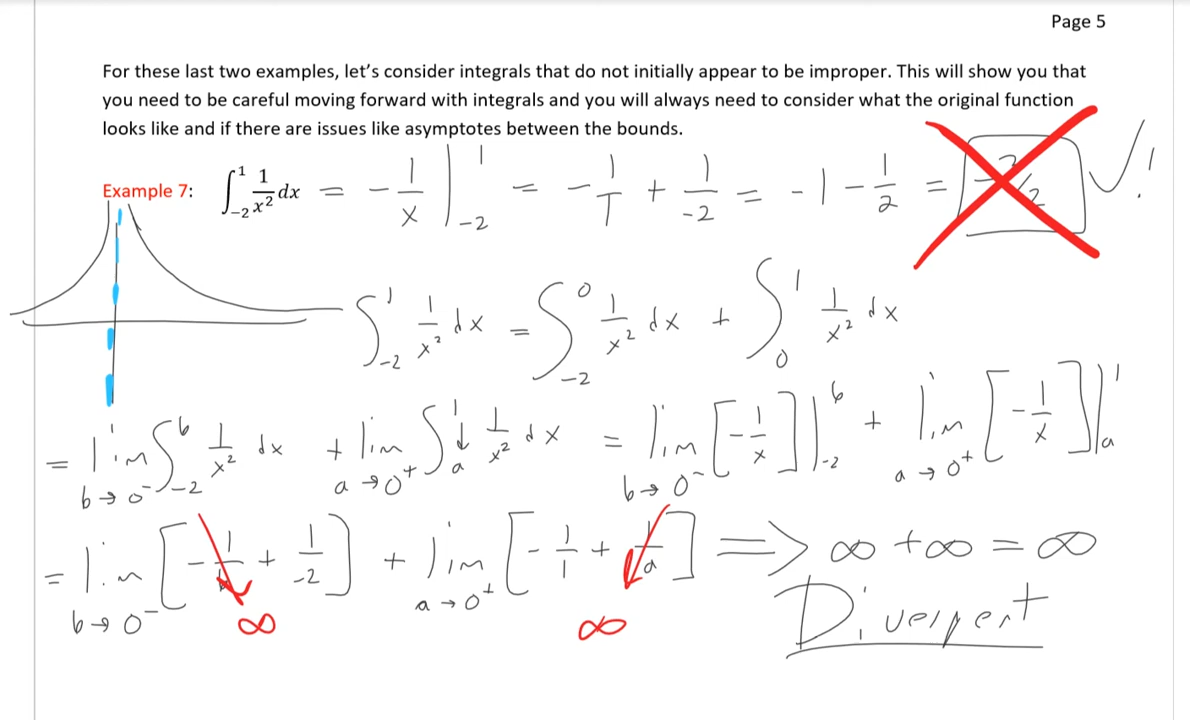 Page 5
For these last two examples, let's consider integrals that do not initially appear to be improper. This will show you that
you need to be careful moving forward with integrals and you will always need to consider what the original function
looks like and if there are issues like asymptotes between the bounds.
Example 7: ∫_{-2}^{1} 1/x² dx = -1/x |_{-2}^{1} = -1/1 + 1/-2 = -1 - 1/2 = -3/2 √!
∫_{-2}^{1} 1/x² dx = ∫_{-2}^{0} 1/x² dx + ∫_{0}^{1} 1/x² dx
= lim_{b→0⁻} ∫_{-2}^{b} 1/x² dx + lim_{a→0⁺} ∫_{a}^{1} 1/x² dx = lim_{b→0⁻} [-1/x]|_{-2}^{b} + lim_{a→0⁺} [-1/x]|_{a}^{1}
= lim_{b→0⁻} [-1/b + 1/-2] + lim_{a→0⁺} [-1/1 + 1/a] ⇒ ∞ + ∞ = ∞
∞ ∞ Divergent